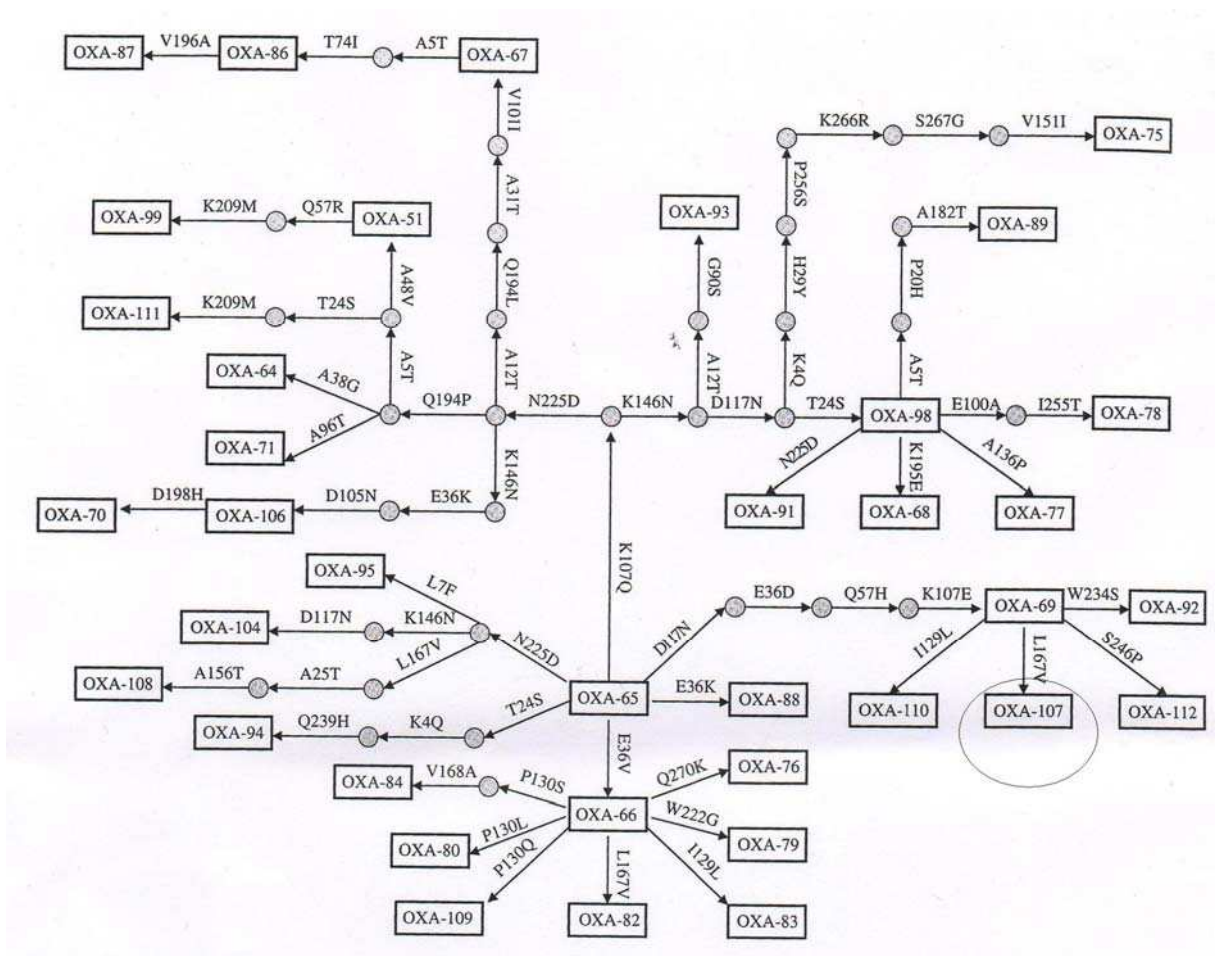 OXA-87
V196A
OXA-86
T74I
A5T
OXA-67
V101I
K266R
S267G
V151I
OXA-75
A31T
P256S
OXA-99
K209M
Q57R
OXA-51
OXA-93
A182T
OXA-89
Q194L
G90S
H29Y
P20H
A48V
OXA-111
K209M
T24S
OXA-64
A38G
A5T
A12T
A12T
K4Q
A5T
Q194P
N225D
K146N
D117N
T24S
OXA-98
E100A
I255T
OXA-78
OXA-71
A96T
K146N
N225D
K195E
A136P
OXA-70
D198H
OXA-106
D105N
E36K
OXA-91
OXA-68
OXA-77
K107Q
OXA-95
L7F
E36D
Q57H
K107E
OXA-69
W234S
OXA-92
OXA-104
D117N
K146N
N225D
D117N
I129L
L167V
S246P
OXA-108
A156T
A25T
L167V
OXA-65
E36K
OXA-88
OXA-110
OXA-107
OXA-112
OXA-94
Q239H
K4Q
T24S
E36V
OXA-84
V168A
P130S
Q270K
OXA-76
OXA-66
W222G
OXA-79
OXA-80
P130L
P130Q
L167V
I129L
OXA-109
OXA-82
OXA-83